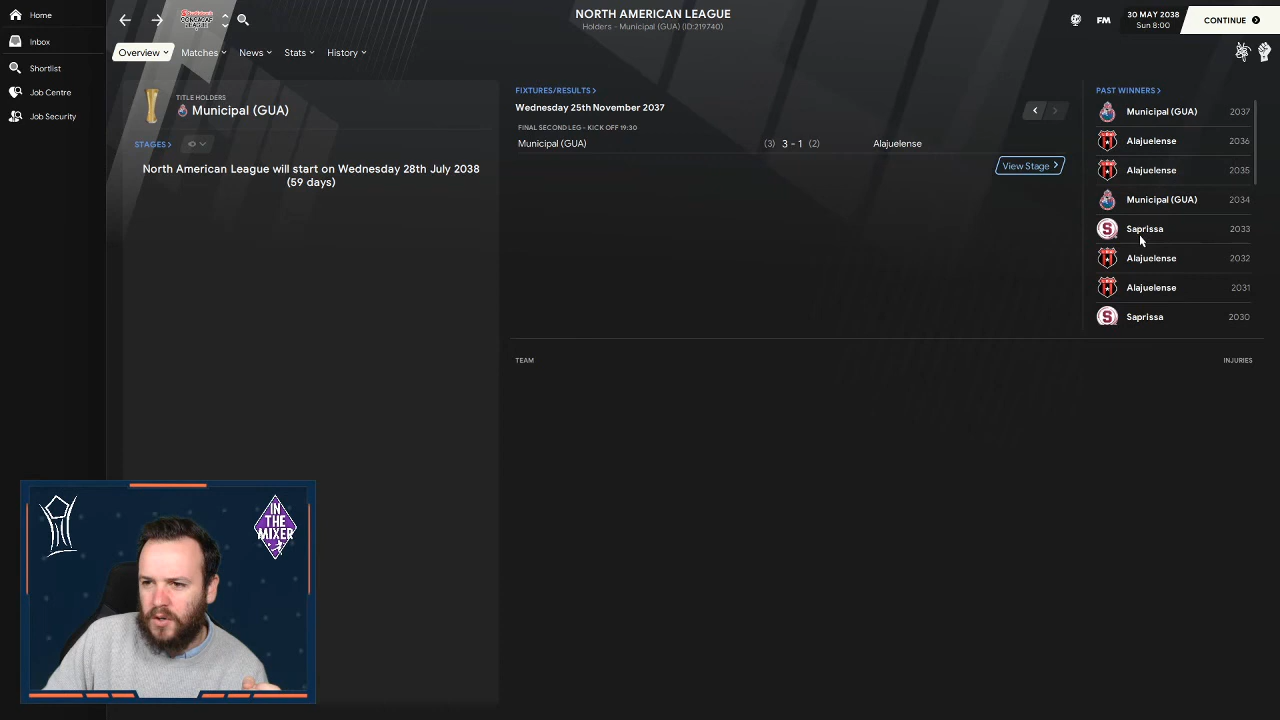 Home
Inbox
Shortlist
Job Centre
Job Security
Scotiabank
CONCACAF
LEAGUE
NORTH AMERICAN LEAGUE
Holders - Municipal (GUA) (ID:219740)
FM
30 MAY 2038
Sun 8:00
CONTINUE
Overview
Matches
News
Stats
History
TITLE HOLDERS
Municipal (GUA)
STAGES
North American League will start on Wednesday 28th July 2038
(59 days)
FIXTURES/RESULTS
Wednesday 25th November 2037
FINAL SECOND LEG - KICK OFF 19:30
Municipal (GUA) (3) 3 - 1 (2) Alajuelense
View Stage
TEAM INJURIES
PAST WINNERS
Municipal (GUA) 2037
Alajuelense 2036
Alajuelense 2035
Municipal (GUA) 2034
S Saprissa 2033
Alajuelense 2032
Alajuelense 2031
S Saprissa 2030
IN
THE
MIXER